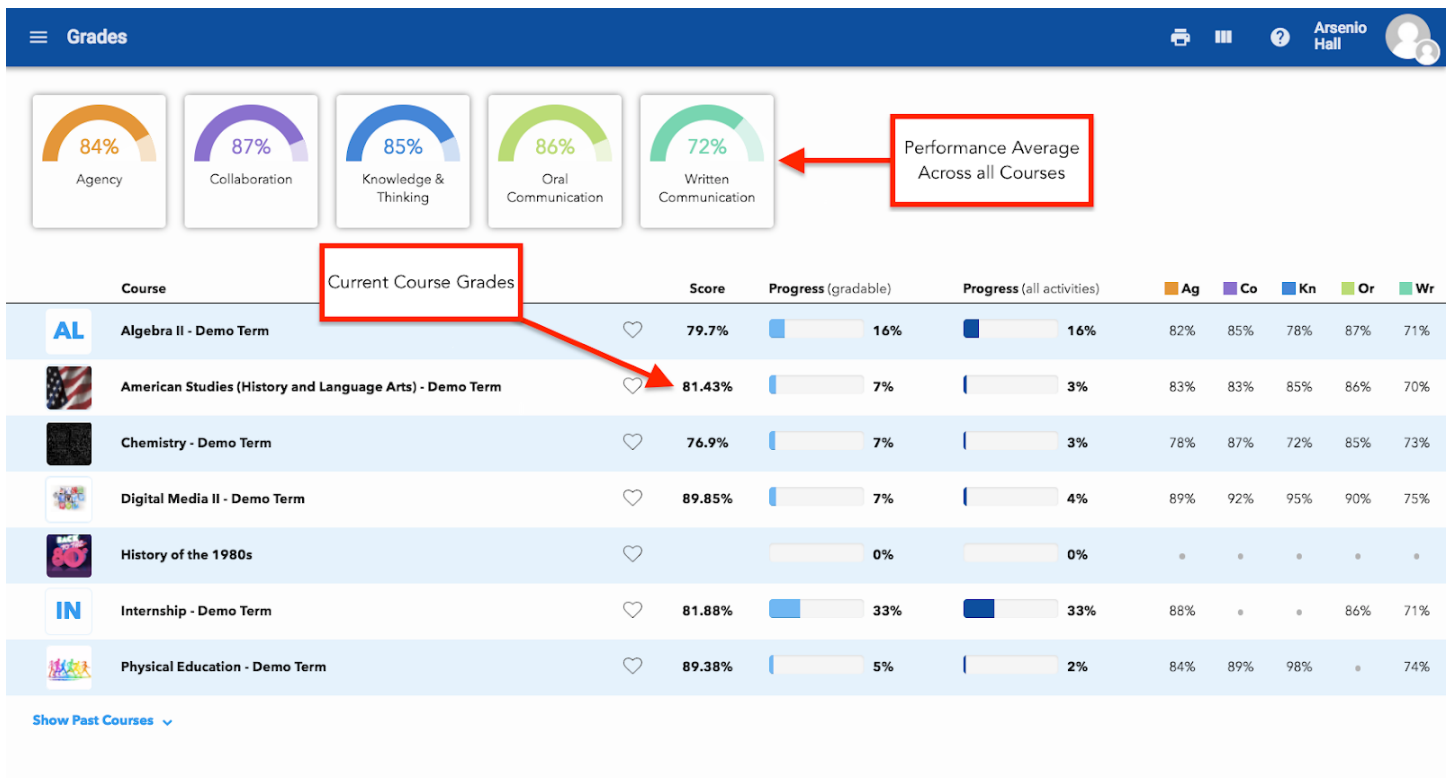 Grades
Arsenio
Hall
84%
Agency
87%
Collaboration
85%
Knowledge &
Thinking
86%
Oral
Communication
72%
Written
Communication
Performance Average
Across all Courses
Current Course Grades
Course Score Progress (gradable) Progress (all activities) Ag Co Kn Or Wr
AL Algebra II - Demo Term 79.7% 16% 16% 82% 85% 78% 87% 71%
American Studies (History and Language Arts) - Demo Term 81.43% 7% 3% 83% 83% 85% 86% 70%
Chemistry - Demo Term 76.9% 7% 3% 78% 87% 72% 85% 73%
Digital Media II - Demo Term 89.85% 7% 4% 89% 92% 95% 90% 75%
BACK
TO THE
80s
History of the 1980s 0% 0%
IN Internship - Demo Term 81.88% 33% 33% 88% 86% 71%
Physical Education - Demo Term 89.38% 5% 2% 84% 89% 98% 74%
Show Past Courses